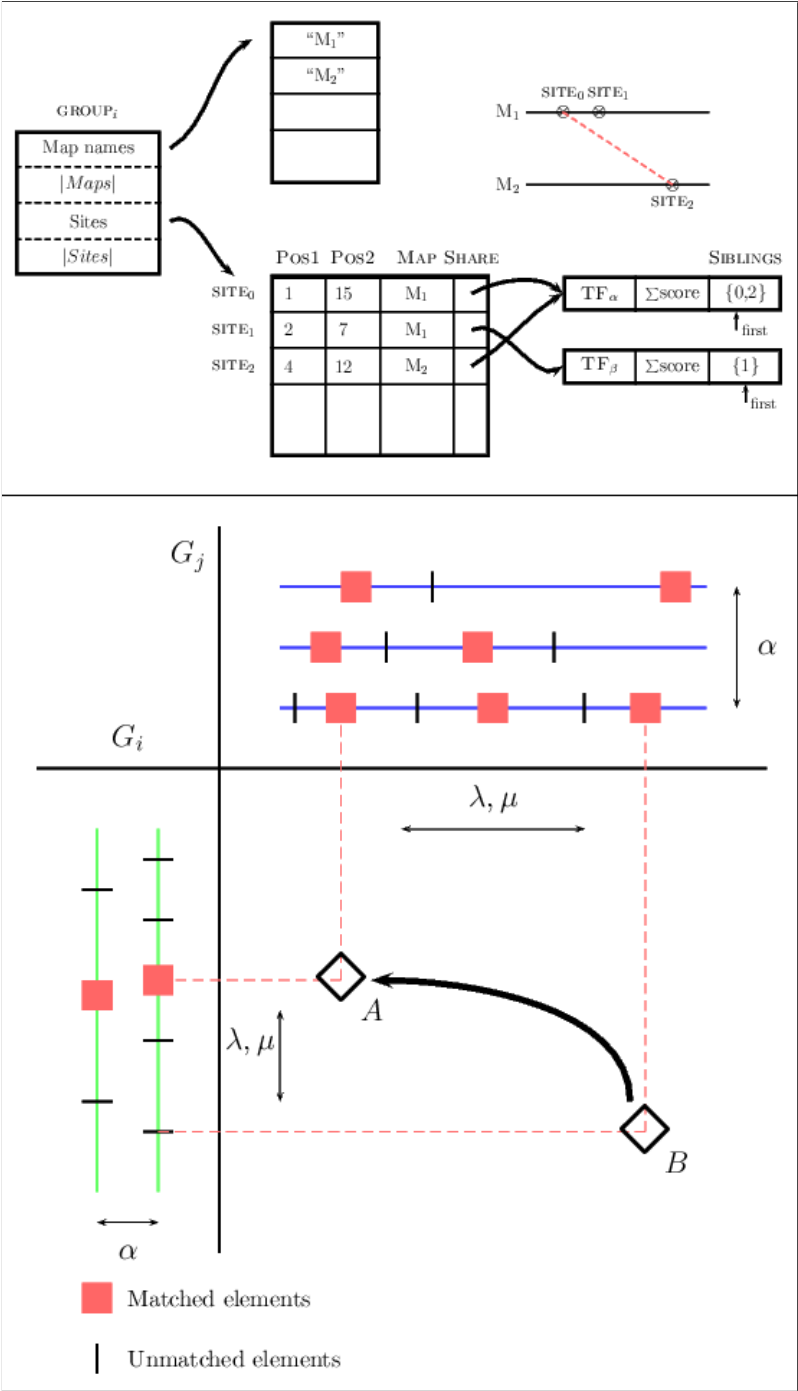 “M₁”
“M₂”
GROUPᵢ
Map names
|Maps|
Sites
|Sites|
SITE₀ SITE₁
M₁
M₂
SITE₂
POS1 POS2 MAP SHARE SIBLINGS
SITE₀ 1 15 M₁ TFα Σscore {0,2}
first
SITE₁ 2 7 M₁
SITE₂ 4 12 M₂ TFβ Σscore {1}
first
Gⱼ
α
Gᵢ
λ, μ
A
λ, μ
B
α
Matched elements
Unmatched elements